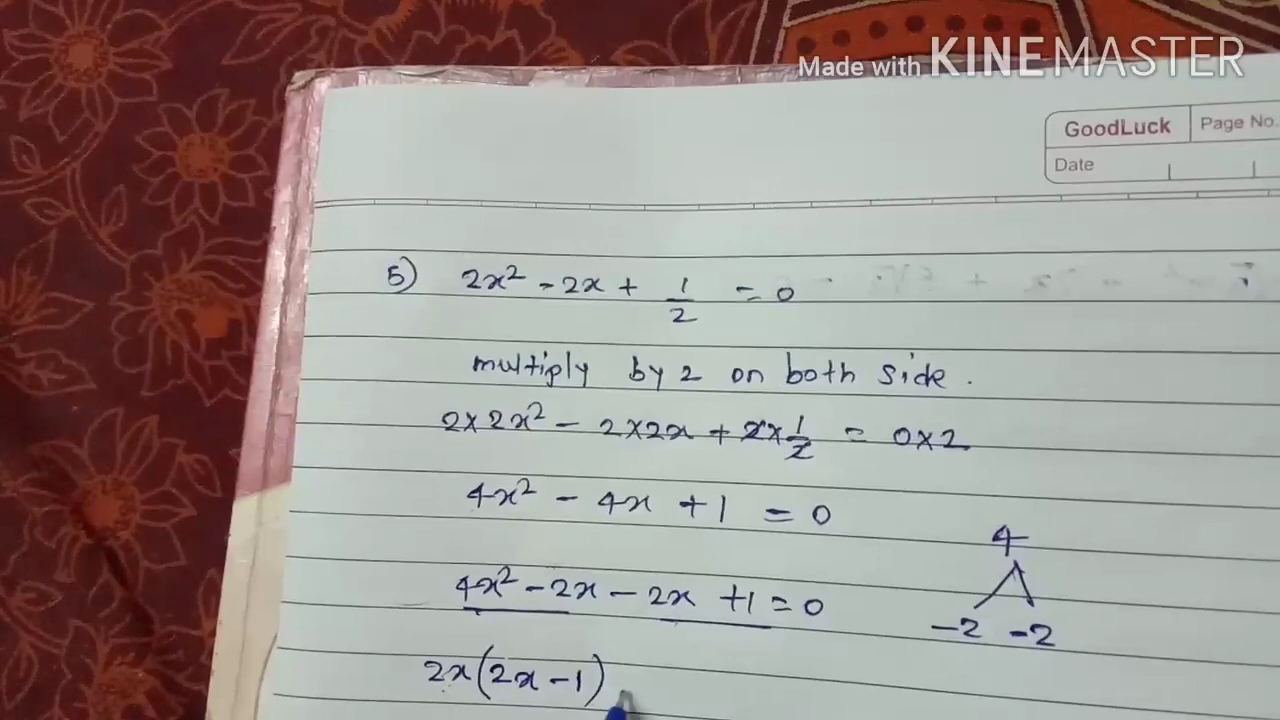 Made with KINEMASTER
GoodLuck Page No.
Date
5) 2x² - 2x + 1/2 = 0
multiply by 2 on both side.
2 × 2x² - 2 × 2x + 2 × 1/2 = 0 × 2
4x² - 4x + 1 = 0
4
4x² - 2x - 2x + 1 = 0
-2 -2
2x(2x - 1)